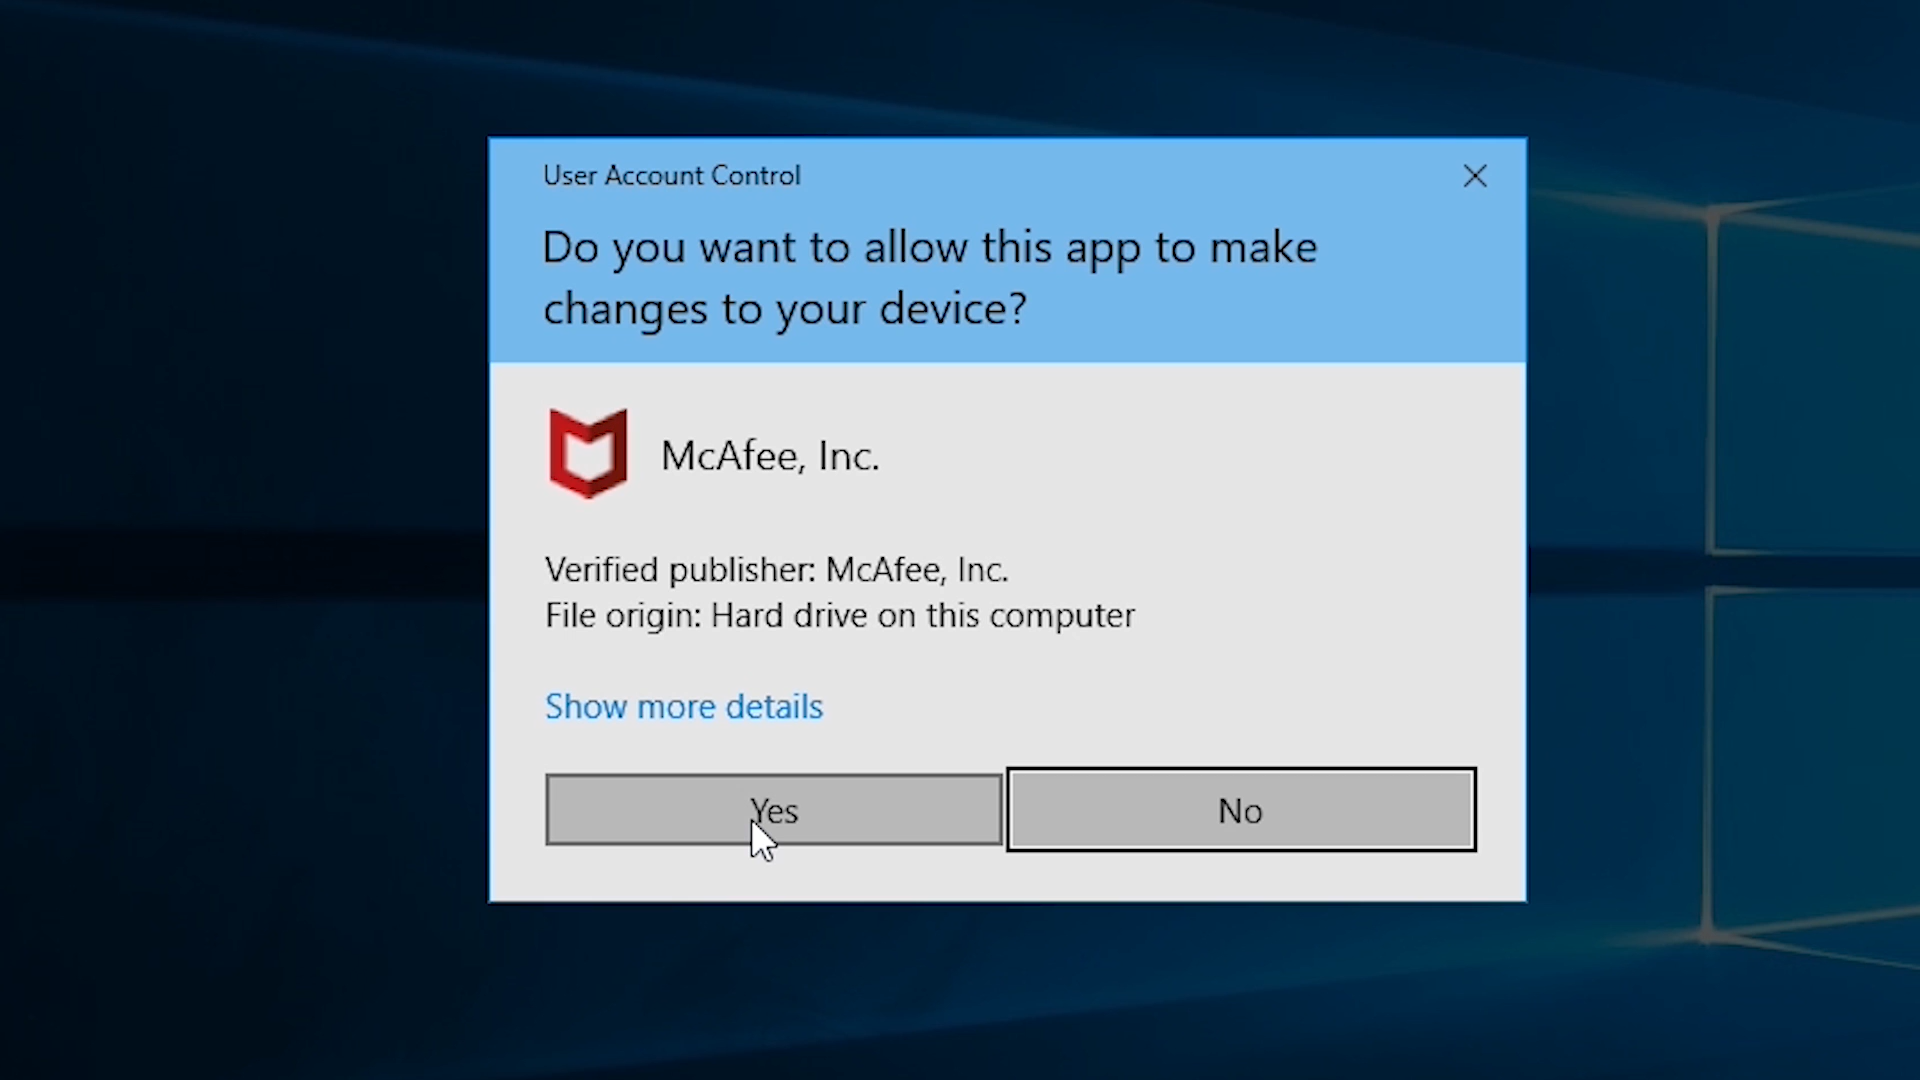 User Account Control
Do you want to allow this app to make
changes to your device?
McAfee, Inc.
Verified publisher: McAfee, Inc.
File origin: Hard drive on this computer
Show more details
Yes
No